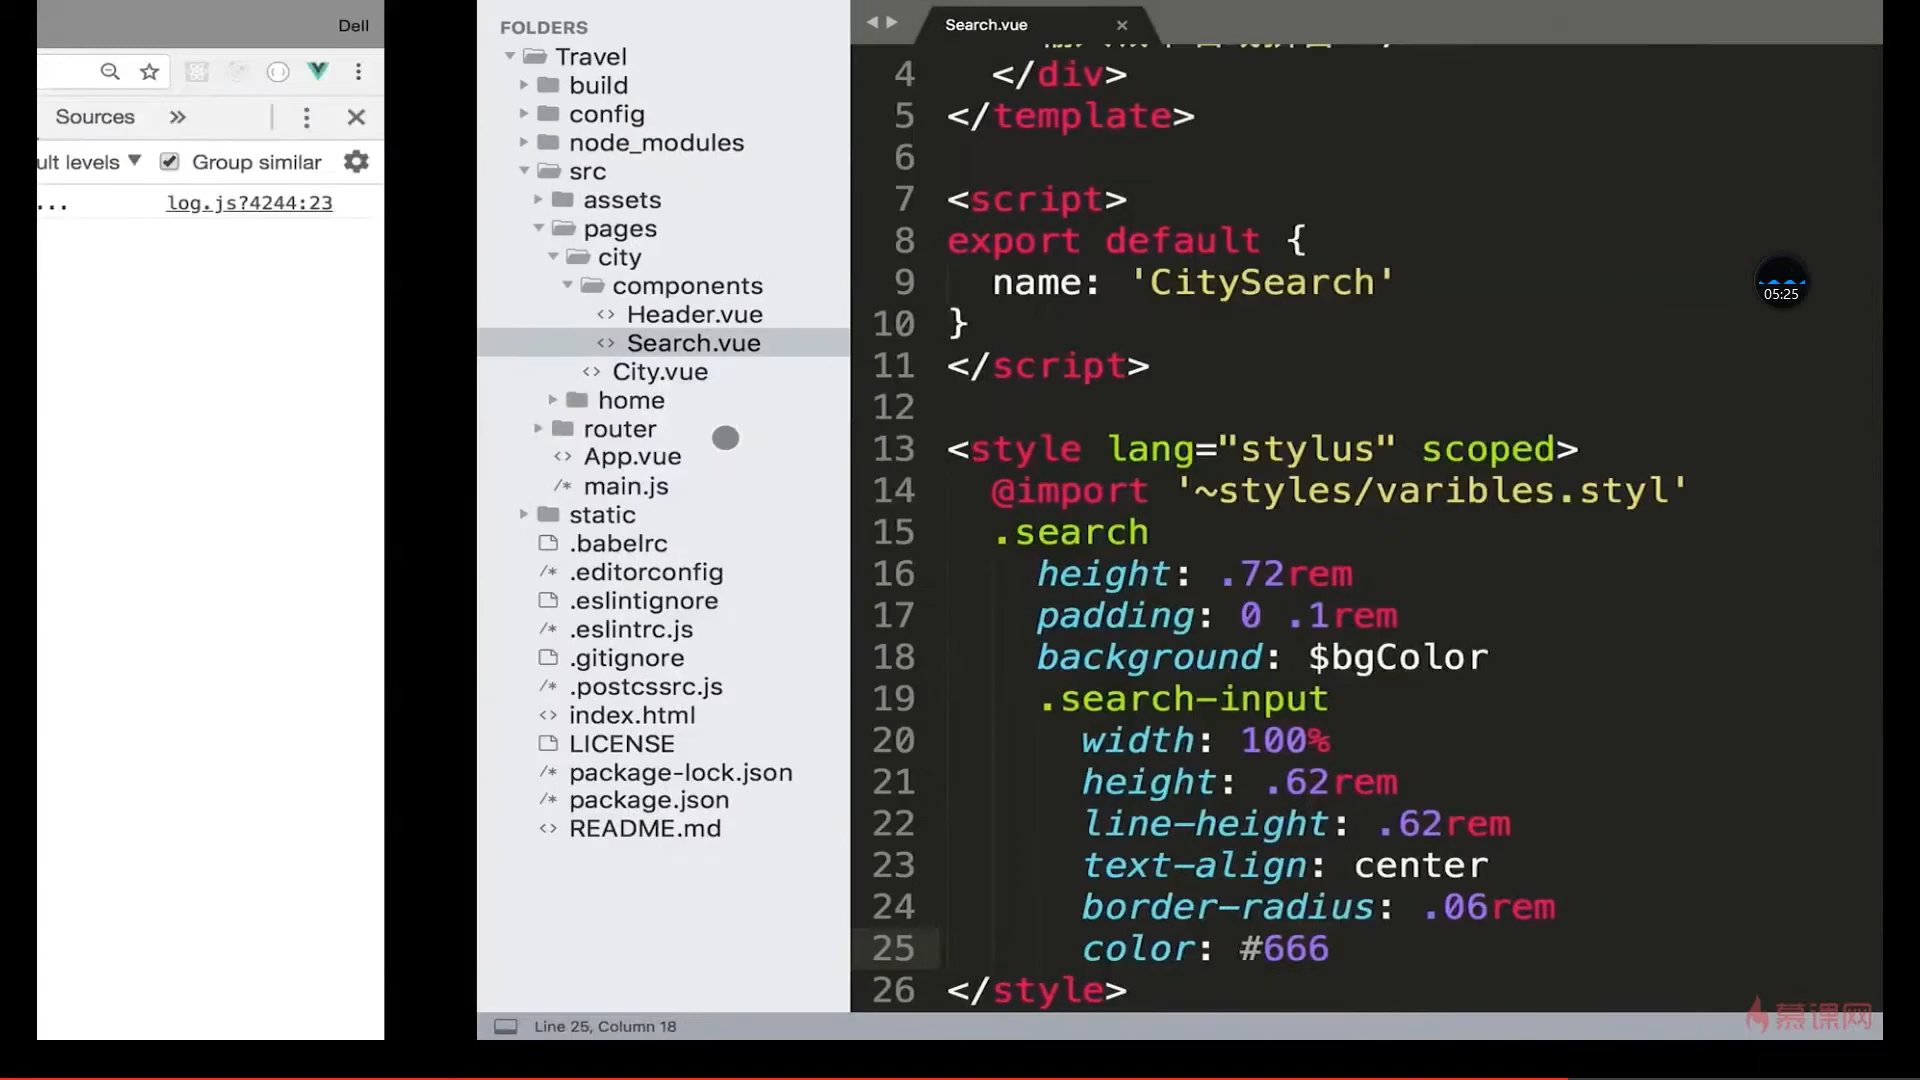 Dell
Sources »
ult levels ▼ Group similar
... log.js?4244:23
FOLDERS
Travel
build
config
node_modules
src
assets
pages
city
components
Header.vue
Search.vue
City.vue
home
router
App.vue
main.js
static
.babelrc
.editorconfig
.eslintignore
.eslintrc.js
.gitignore
.postcssrc.js
index.html
LICENSE
package-lock.json
package.json
README.md
Line 25, Column 18
Search.vue
4 </div>
5 </template>
6
7 <script>
8 export default {
9 name: 'CitySearch'
10 }
11 </script>
12
13 <style lang="stylus" scoped>
14 @import '~styles/varibles.styl'
15 .search
16 height: .72rem
17 padding: 0 .1rem
18 background: $bgColor
19 .search-input
20 width: 100%
21 height: .62rem
22 line-height: .62rem
23 text-align: center
24 border-radius: .06rem
25 color: #666
26 </style>
05:25
慕课网